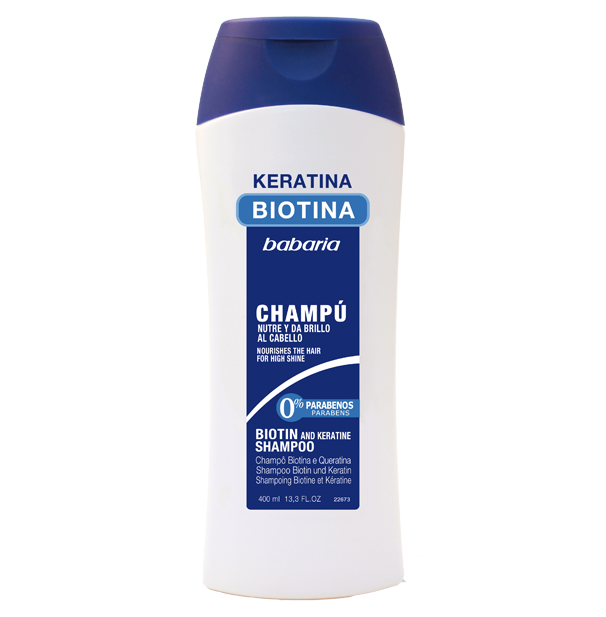 KERATINA
BIOTINA
babaria
CHAMPÚ
NUTRE Y DA BRILLO
AL CABELLO
NOURISHES THE HAIR
FOR HIGH SHINE
0% PARABENOS
PARABENS
BIOTIN AND KERATINE
SHAMPOO
Champô Biotina e Queratina
Shampoo Biotin und Keratin
Shampoing Biotine et Kératine
400 ml 13,3 FL.OZ 22673